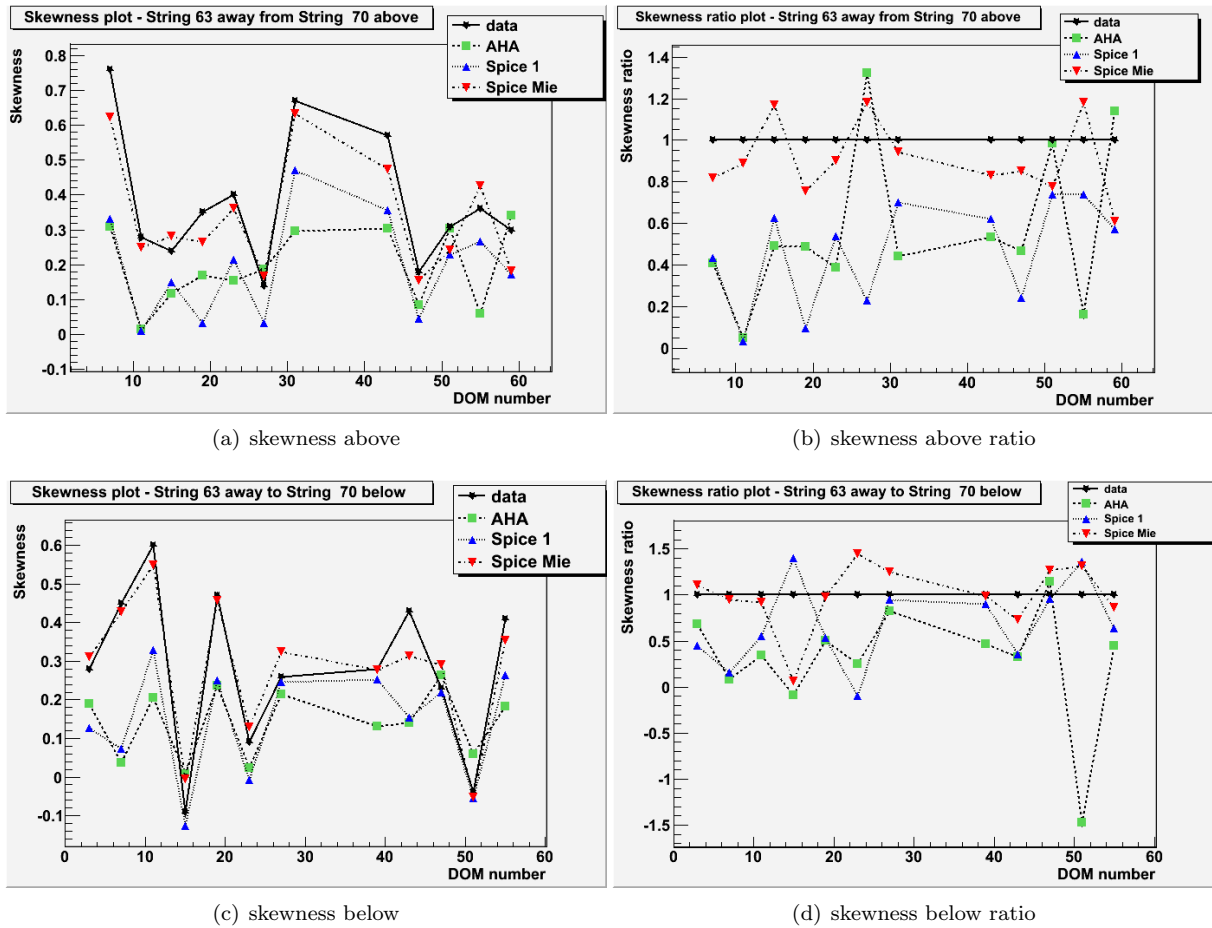 Skewness plot - String 63 away from String 70 above
data
AHA
Spice 1
Spice Mie
Skewness
0.8
0.7
0.6
0.5
0.4
0.3
0.2
0.1
0
-0.1
10 20 30 40 50 60
DOM number
(a) skewness above
Skewness ratio plot - String 63 away from String 70 above
data
AHA
Spice 1
Spice Mie
Skewness ratio
1.4
1.2
1
0.8
0.6
0.4
0.2
0
10 20 30 40 50 60
DOM number
(b) skewness above ratio
Skewness plot - String 63 away to String 70 below
data
AHA
Spice 1
Spice Mie
Skewness
0.6
0.5
0.4
0.3
0.2
0.1
0
-0.1
0 10 20 30 40 50 60
DOM number
(c) skewness below
Skewness ratio plot - String 63 away to String 70 below
data
AHA
Spice 1
Spice Mie
Skewness ratio
1.5
1
0.5
0
-0.5
-1
-1.5
0 10 20 30 40 50 60
DOM number
(d) skewness below ratio